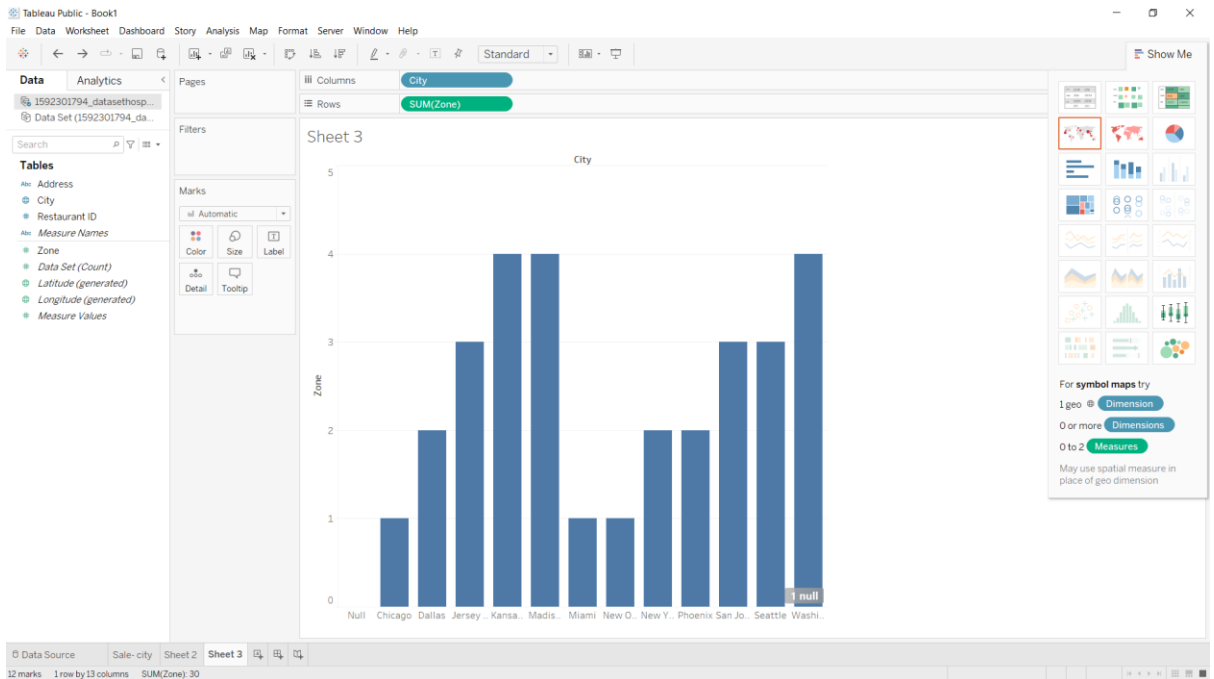 Tableau Public - Book1
File Data Worksheet Dashboard Story Analysis Map Format Server Window Help
Standard
Show Me
Data Analytics
1592301794_datasethosp...
Data Set (1592301794_da...
Search
Tables
Abc Address
City
Restaurant ID
Abc Measure Names
Zone
Data Set (Count)
Latitude (generated)
Longitude (generated)
Measure Values
Pages
Filters
Marks
Automatic
Color Size Label
Detail Tooltip
Columns City
Rows SUM(Zone)
Sheet 3
City
5
4
3
2
1
0
Zone
1 null
Null Chicago Dallas Jersey .. Kansa.. Madis.. Miami New O.. New Y.. Phoenix San Jo.. Seattle Washi..
For symbol maps try
1 geo Dimension
0 or more Dimensions
0 to 2 Measures
May use spatial measure in
place of geo dimension
Data Source Sale- city Sheet 2 Sheet 3
12 marks 1 row by 13 columns SUM(Zone): 30